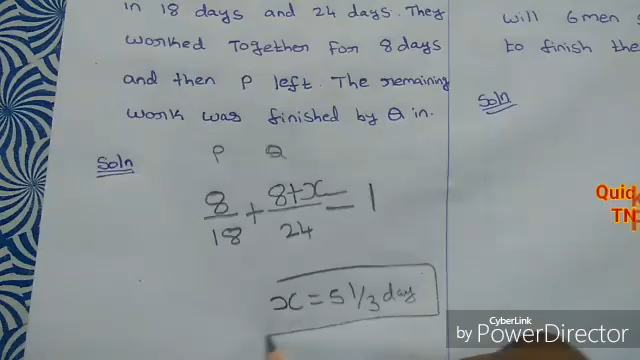 in 18 days and 24 days. They
worked Together for 8 days
and then P left. The remaining
work was finished by Q in.
Soln
P Q
8/18 + 8+x/24 = 1
x = 5 1/3 day
will 6 men
to finish the
Soln
Quic
TN
CyberLink
by PowerDirector